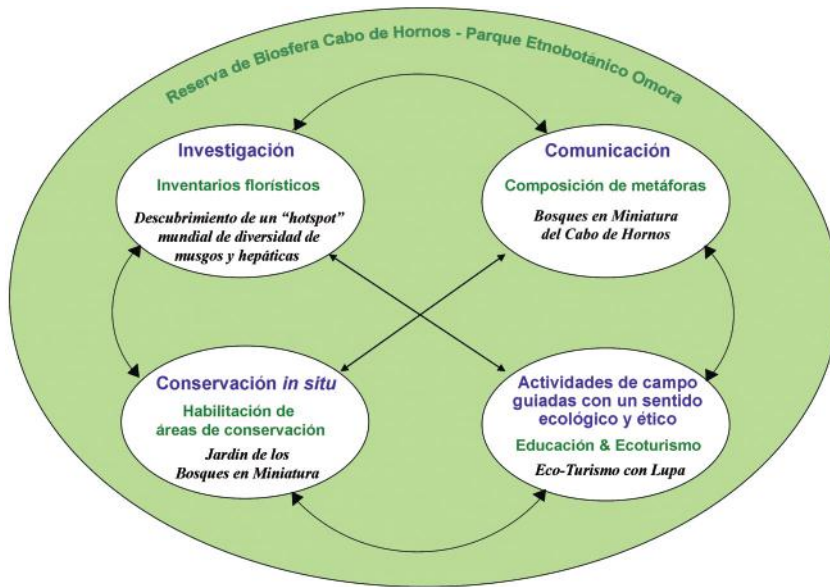 Reserva de Biosfera Cabo de Hornos - Parque Etnobotánico Omora
Investigación
Inventarios florísticos
Descubrimiento de un “hotspot”
mundial de diversidad de
musgos y hepáticas
Comunicación
Composición de metáforas
Bosques en Miniatura
del Cabo de Hornos
Conservación in situ
Habilitación de
áreas de conservación
Jardin de los
Bosques en Miniatura
Actividades de campo
guiadas con un sentido
ecológico y ético
Educación & Ecoturismo
Eco-Turismo con Lupa